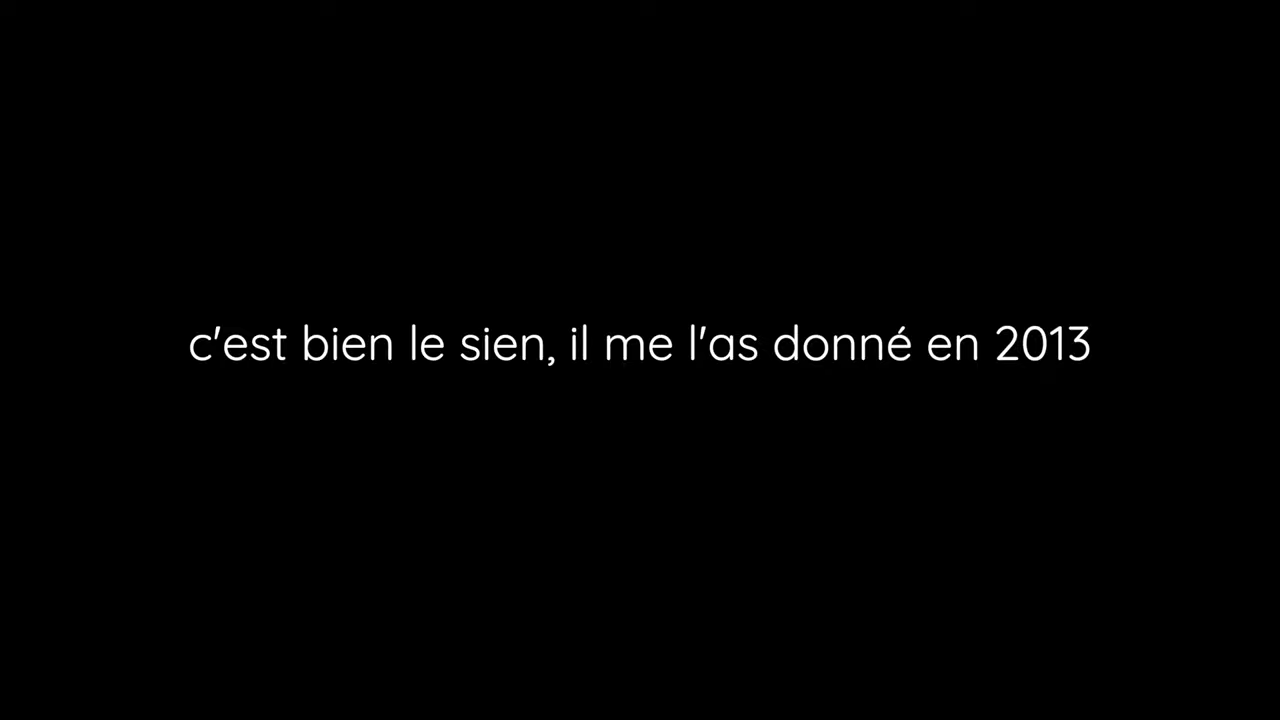 c'est bien le sien, il me l'as donné en 2013